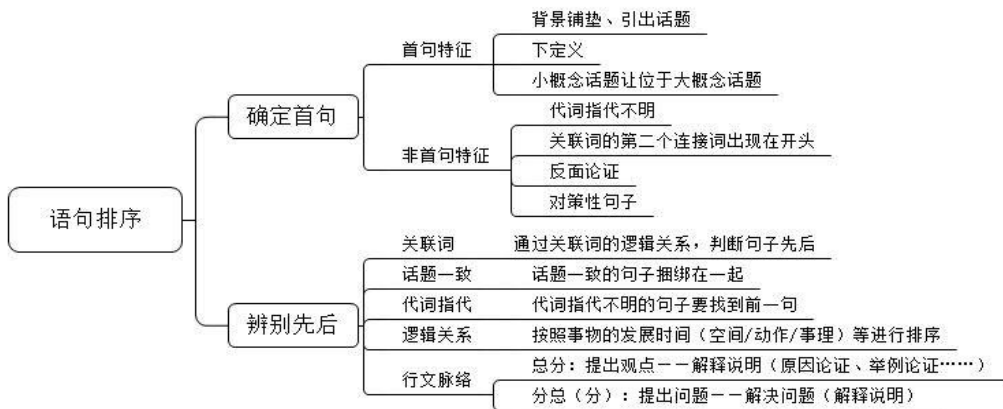 语句排序
确定首句
首句特征
背景铺垫、引出话题
下定义
小概念话题让位于大概念话题
非首句特征
代词指代不明
关联词的第二个连接词出现在开头
反面论证
对策性句子
辨别先后
关联词 通过关联词的逻辑关系，判断句子先后
话题一致 话题一致的句子捆绑在一起
代词指代 代词指代不明的句子要找到前一句
逻辑关系 按照事物的发展时间（空间/动作/事理）等进行排序
行文脉络
总分：提出观点——解释说明（原因论证、举例论证……）
分总（分）：提出问题——解决问题（解释说明）